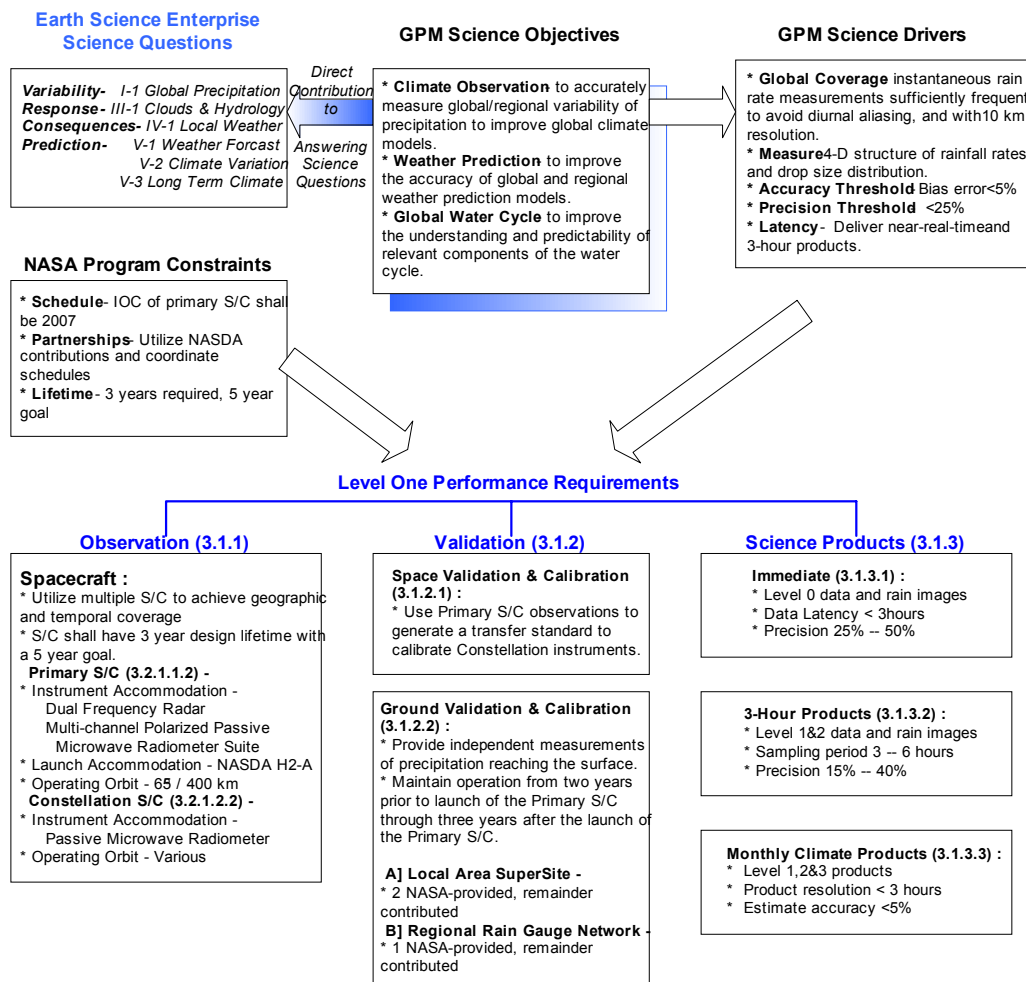 Earth Science Enterprise
Science Questions
Variability- I-1 Global Precipitation
Response- III-1 Clouds & Hydrology
Consequences- IV-1 Local Weather
Prediction- V-1 Weather Forcast
V-2 Climate Variation
V-3 Long Term Climate
Direct
Contribution
to
Answering
Science
Questions
GPM Science Objectives
* Climate Observation- to accurately
measure global/regional variability of
precipitation to improve global climate
models.
* Weather Prediction- to improve
the accuracy of global and regional
weather prediction models.
* Global Water Cycle to improve
the understanding and predictability of
relevant components of the water
cycle.
GPM Science Drivers
* Global Coverage instantaneous rain
rate measurements sufficiently frequent
to avoid diurnal aliasing, and with10 km
resolution.
* Measure4-D structure of rainfall rates
and drop size distribution.
* Accuracy Threshold- Bias error<5%
* Precision Threshold- <25%
* Latency- Deliver near-real-timeand
3-hour products.
NASA Program Constraints
* Schedule- IOC of primary S/C shall
be 2007
* Partnerships- Utilize NASDA
contributions and coordinate
schedules
* Lifetime- 3 years required, 5 year
goal
Level One Performance Requirements
Observation (3.1.1)
Spacecraft :
* Utilize multiple S/C to achieve geographic
and temporal coverage
* S/C shall have 3 year design lifetime with
a 5 year goal.
Primary S/C (3.2.1.1.2) -
* Instrument Accommodation -
Dual Frequency Radar
Multi-channel Polarized Passive
Microwave Radiometer Suite
* Launch Accommodation - NASDA H2-A
* Operating Orbit - 65 / 400 km
Constellation S/C (3.2.1.2.2) -
* Instrument Accommodation -
Passive Microwave Radiometer
* Operating Orbit - Various
Validation (3.1.2)
Space Validation & Calibration
(3.1.2.1) :
* Use Primary S/C observations to
generate a transfer standard to
calibrate Constellation instruments.
Ground Validation & Calibration
(3.1.2.2) :
* Provide independent measurements
of precipitation reaching the surface.
* Maintain operation from two years
prior to launch of the Primary S/C
through three years after the launch of
the Primary S/C.
A] Local Area SuperSite -
* 2 NASA-provided, remainder
contributed
B] Regional Rain Gauge Network -
* 1 NASA-provided, remainder
contributed
Science Products (3.1.3)
Immediate (3.1.3.1) :
* Level 0 data and rain images
* Data Latency < 3hours
* Precision 25% -- 50%
3-Hour Products (3.1.3.2) :
* Level 1&2 data and rain images
* Sampling period 3 -- 6 hours
* Precision 15% -- 40%
Monthly Climate Products (3.1.3.3) :
* Level 1,2&3 products
* Product resolution < 3 hours
* Estimate accuracy <5%